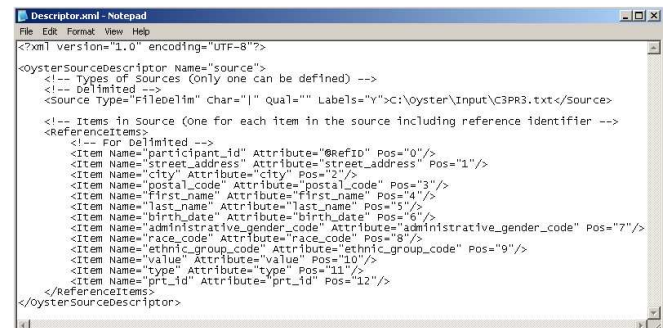 Descriptor.xml - Notepad
File Edit Format View Help
<?xml version="1.0" encoding="UTF-8"?>
<OysterSourceDescriptor Name="source">
<!-- Types of Sources (Only one can be defined) -->
<!-- Delimited -->
<Source Type="FileDelim" Char="|" Qual="" Labels="Y">C:\Oyster\Input\C3PR3.txt</Source>
<!-- Items in Source (One for each item in the source including reference identifier -->
<ReferenceItems>
<!-- For Delimited -->
<Item Name="participant_id" Attribute="@RefID" Pos="0"/>
<Item Name="street_address" Attribute="street_address" Pos="1"/>
<Item Name="city" Attribute="city" Pos="2"/>
<Item Name="postal_code" Attribute="postal_code" Pos="3"/>
<Item Name="first_name" Attribute="first_name" Pos="4"/>
<Item Name="last_name" Attribute="last_name" Pos="5"/>
<Item Name="birth_date" Attribute="birth_date" Pos="6"/>
<Item Name="administrative_gender_code" Attribute="administrative_gender_code" Pos="7"/>
<Item Name="race_code" Attribute="race_code" Pos="8"/>
<Item Name="ethnic_group_code" Attribute="ethnic_group_code" Pos="9"/>
<Item Name="value" Attribute="value" Pos="10"/>
<Item Name="type" Attribute="type" Pos="11"/>
<Item Name="prt_id" Attribute="prt_id" Pos="12"/>
</ReferenceItems>
</OysterSourceDescriptor>